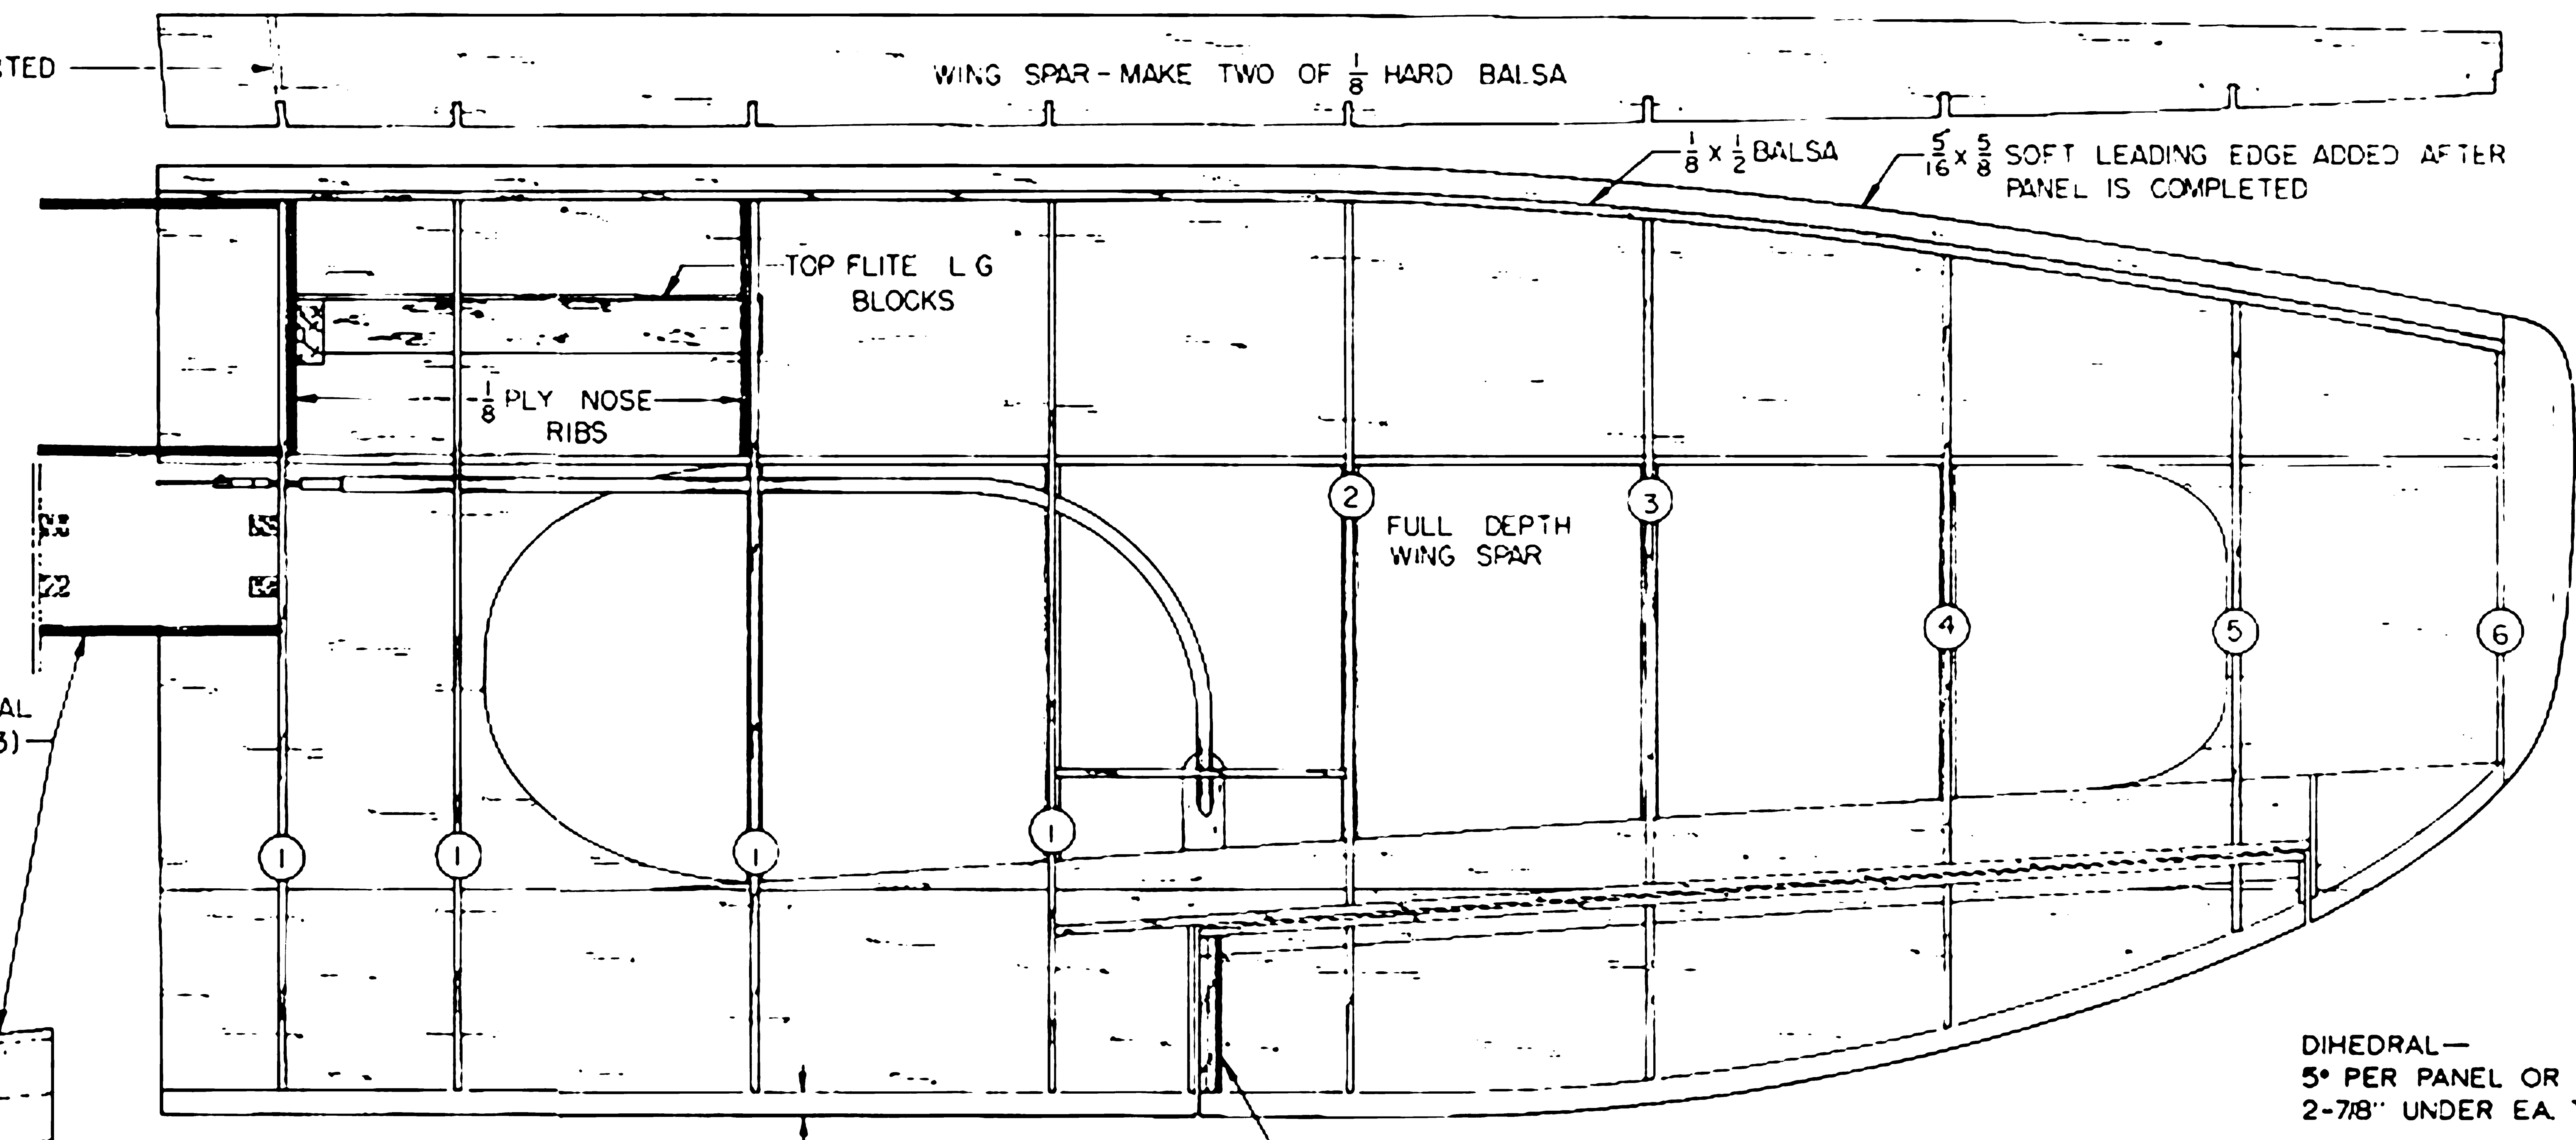 STED
WING SPAR-MAKE TWO OF 1/8 HARD BALSA
1/8 x 1/2 BALSA
5/16 x 5/8 SOFT LEADING EDGE ADDED AFTER
PANEL IS COMPLETED
TOP FLITE LG
BLOCKS
1/8 PLY NOSE
RIBS
2
3
FULL DEPTH
WING SPAR
4
5
6
AL
3)
1
1
1
1
DIHEDRAL—
5° PER PANEL OR
2-7/8" UNDER EA.